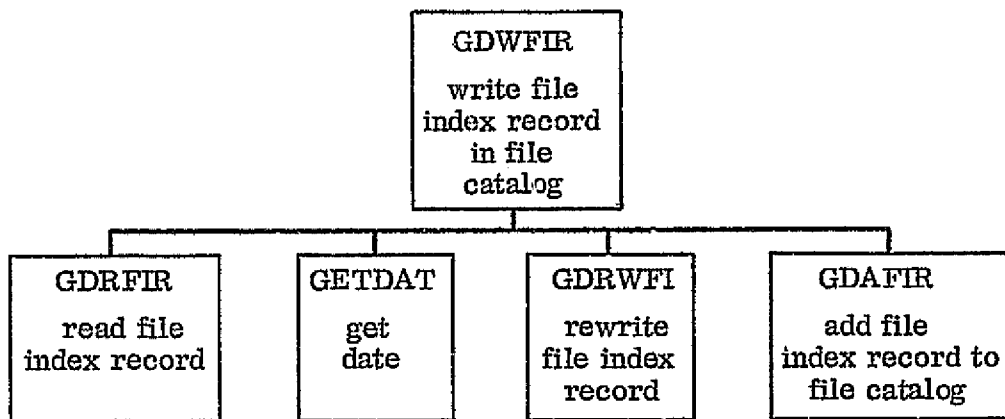 GDWFIR
write file
index record
in file
catalog
GDRFIR
read file
index record
GETDAT
get
date
GDRWFI
rewrite
file index
record
GDAFIR
add file
index record to
file catalog